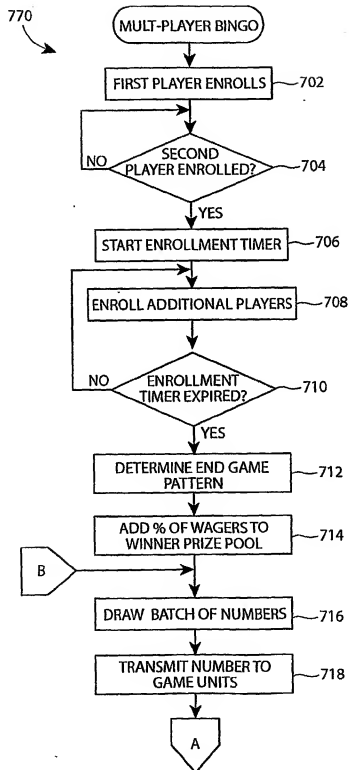 770
MULT-PLAYER BINGO
FIRST PLAYER ENROLLS
702
SECOND
PLAYER ENROLLED?
704
NO
YES
START ENROLLMENT TIMER
706
ENROLL ADDITIONAL PLAYERS
708
ENROLLMENT
TIMER EXPIRED?
710
NO
YES
DETERMINE END GAME
PATTERN
712
ADD % OF WAGERS TO
WINNER PRIZE POOL
714
B
DRAW BATCH OF NUMBERS
716
TRANSMIT NUMBER TO
GAME UNITS
718
A